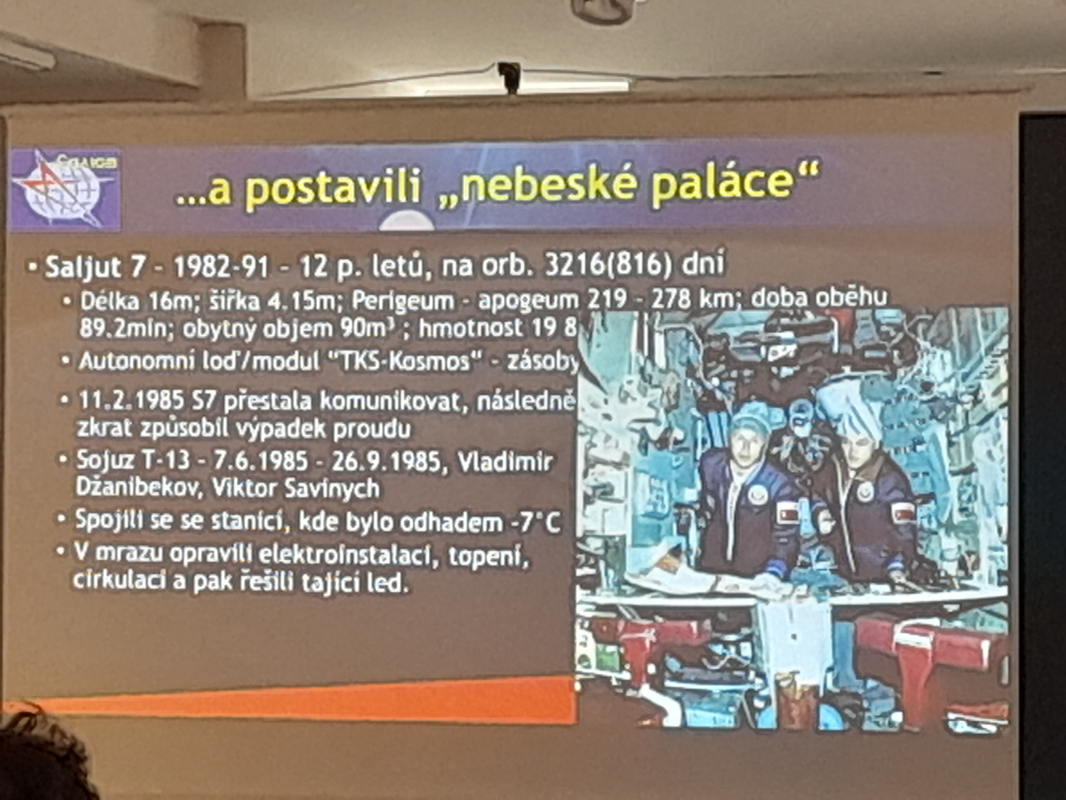 ...a postavili „nebeské paláce“
• Saljut 7 - 1982-91 - 12 p. letů, na orb. 3216(816) dní
• Délka 16m; šířka 4.15m; Perigeum - apogeum 219 - 278 km; doba oběhu
89.2min; obytný objem 90m³ ; hmotnost 19 8
• Autonomní loď/modul "TKS-Kosmos“ - zásoby
• 11.2.1985 S7 přestala komunikovat, následně
zkrat způsobil výpadek proudu
• Sojuz T-13 - 7.6.1985 - 26.9.1985, Vladimir
Džanibekov, Viktor Savinych
• Spojili se se stanicí, kde bylo odhadem -7°C
• V mrazu opravili elektroinstalaci, topení,
cirkulaci a pak řešili tající led.